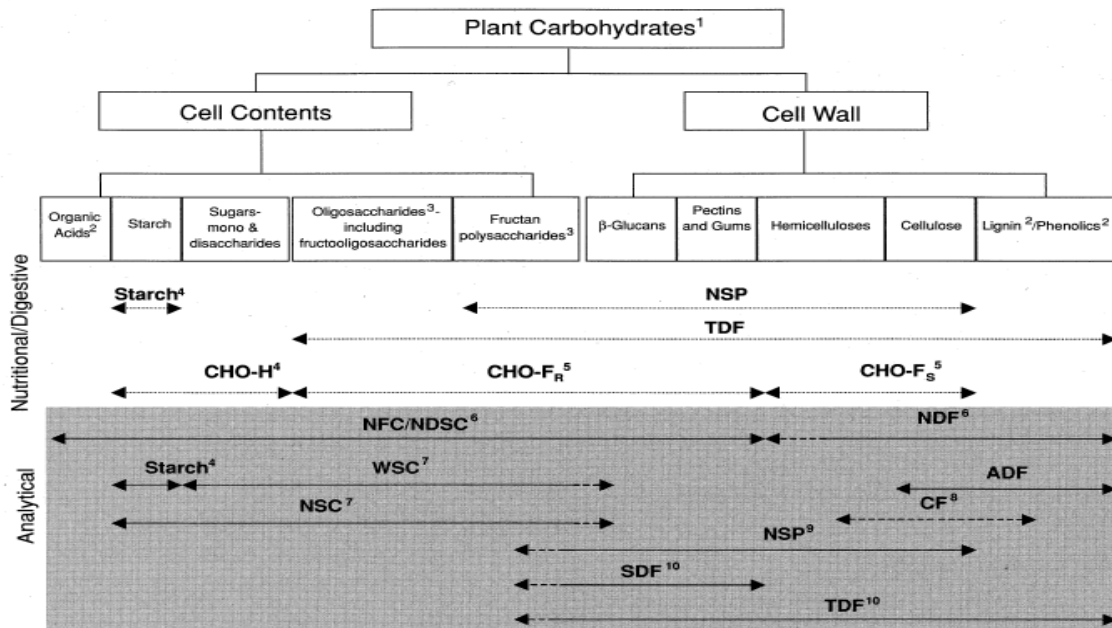 Plant Carbohydrates¹
Cell Contents
Cell Wall
Organic
Acids²
Starch
Sugars-
mono &
disaccharides
Oligosaccharides³-
including
fructooligosaccharides
Fructan
polysaccharides³
β-Glucans
Pectins
and Gums
Hemicelluloses
Cellulose
Lignin ²/Phenolics²
Nutritional/Digestive
Starch⁴
NSP
TDF
CHO-H⁴
CHO-F_R⁵
CHO-F_S⁵
Analytical
NFC/NDSC⁶
NDF⁶
Starch⁴
WSC⁷
ADF
NSC⁷
CF⁸
NSP⁹
SDF¹⁰
TDF¹⁰